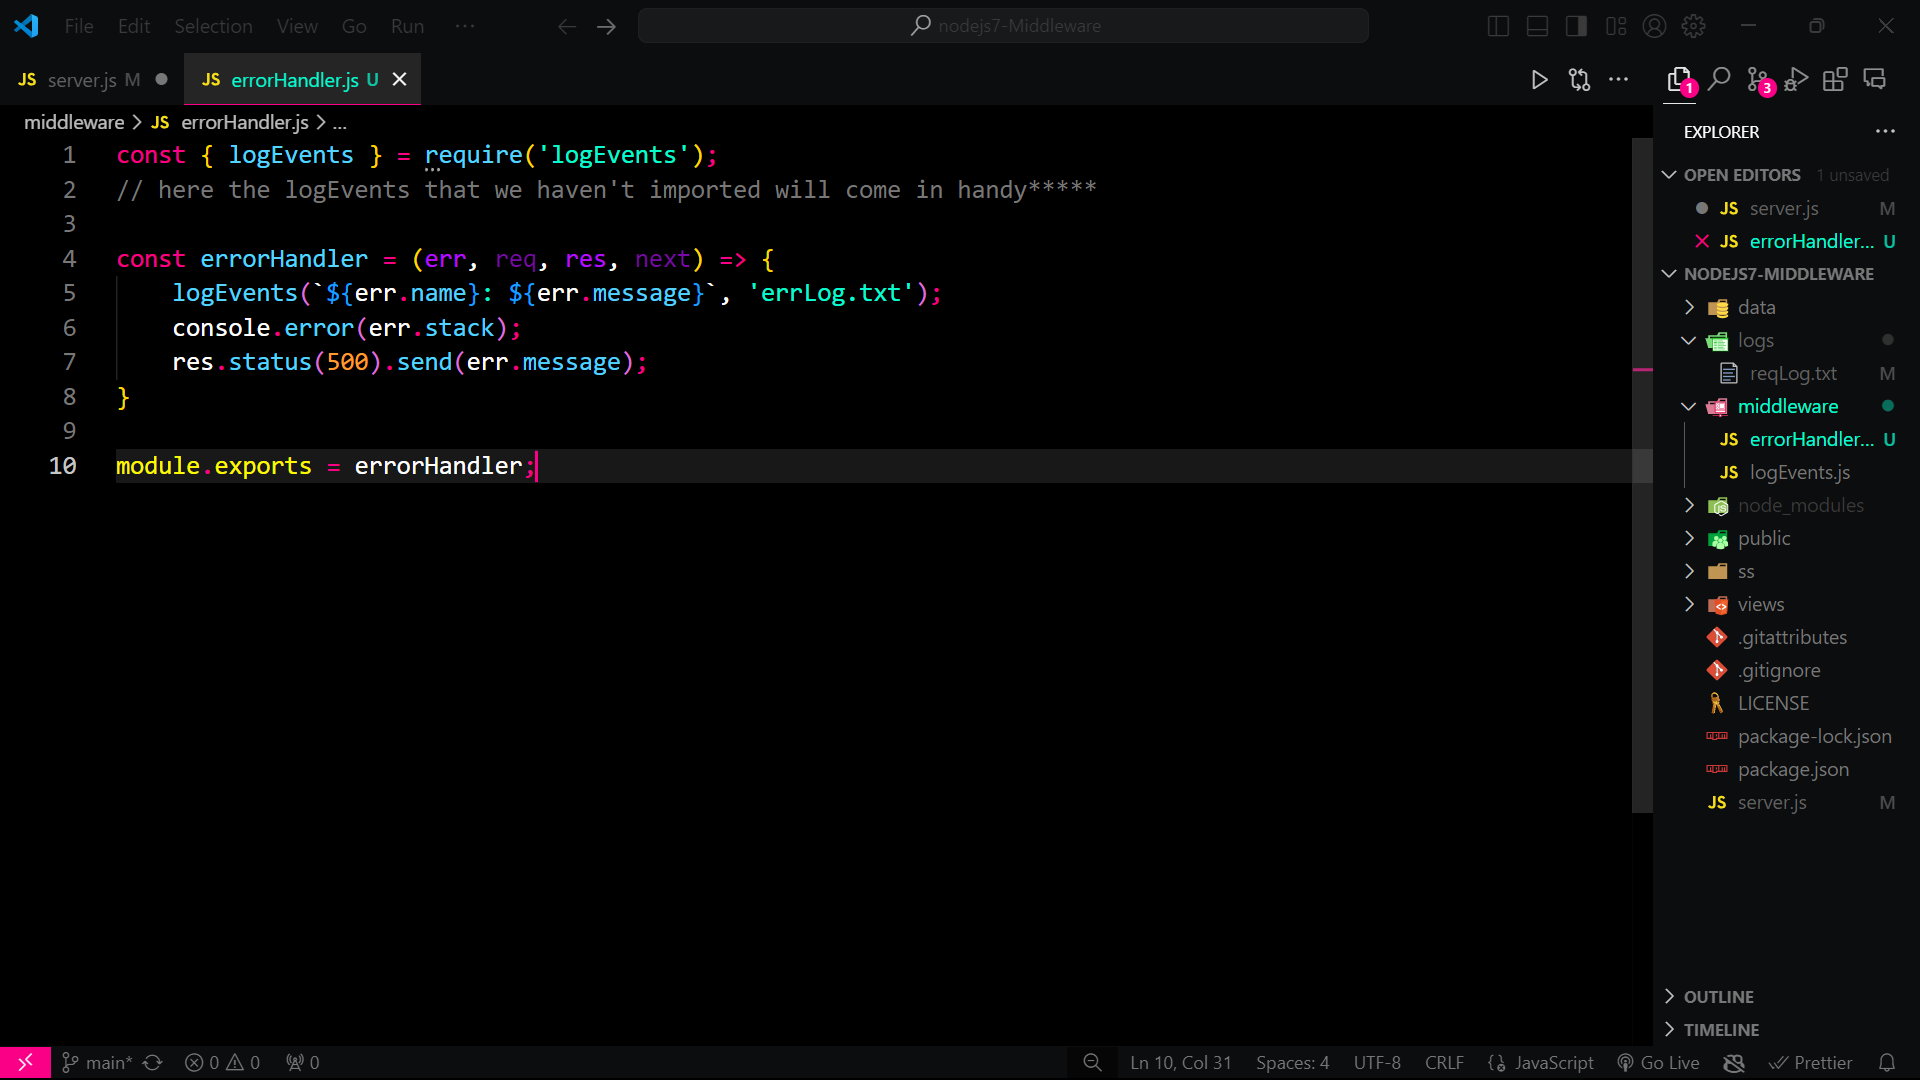 File Edit Selection View Go Run ... nodejs7-Middleware
JS server.js M JS errorHandler.js U
1 3
middleware > JS errorHandler.js > ...
1 const { logEvents } = require('logEvents');
2 // here the logEvents that we haven't imported will come in handy*****
3
4 const errorHandler = (err, req, res, next) => {
5 logEvents(`${err.name}: ${err.message}`, 'errLog.txt');
6 console.error(err.stack);
7 res.status(500).send(err.message);
8 }
9
10 module.exports = errorHandler;
EXPLORER
OPEN EDITORS 1 unsaved
JS server.js M
JS errorHandler... U
NODEJS7-MIDDLEWARE
data
logs
reqLog.txt M
middleware
JS errorHandler... U
JS logEvents.js
node_modules
public
ss
views
.gitattributes
.gitignore
LICENSE
package-lock.json
package.json
JS server.js M
OUTLINE
TIMELINE
main* 0 0 0 Ln 10, Col 31 Spaces: 4 UTF-8 CRLF {} JavaScript Go Live Prettier